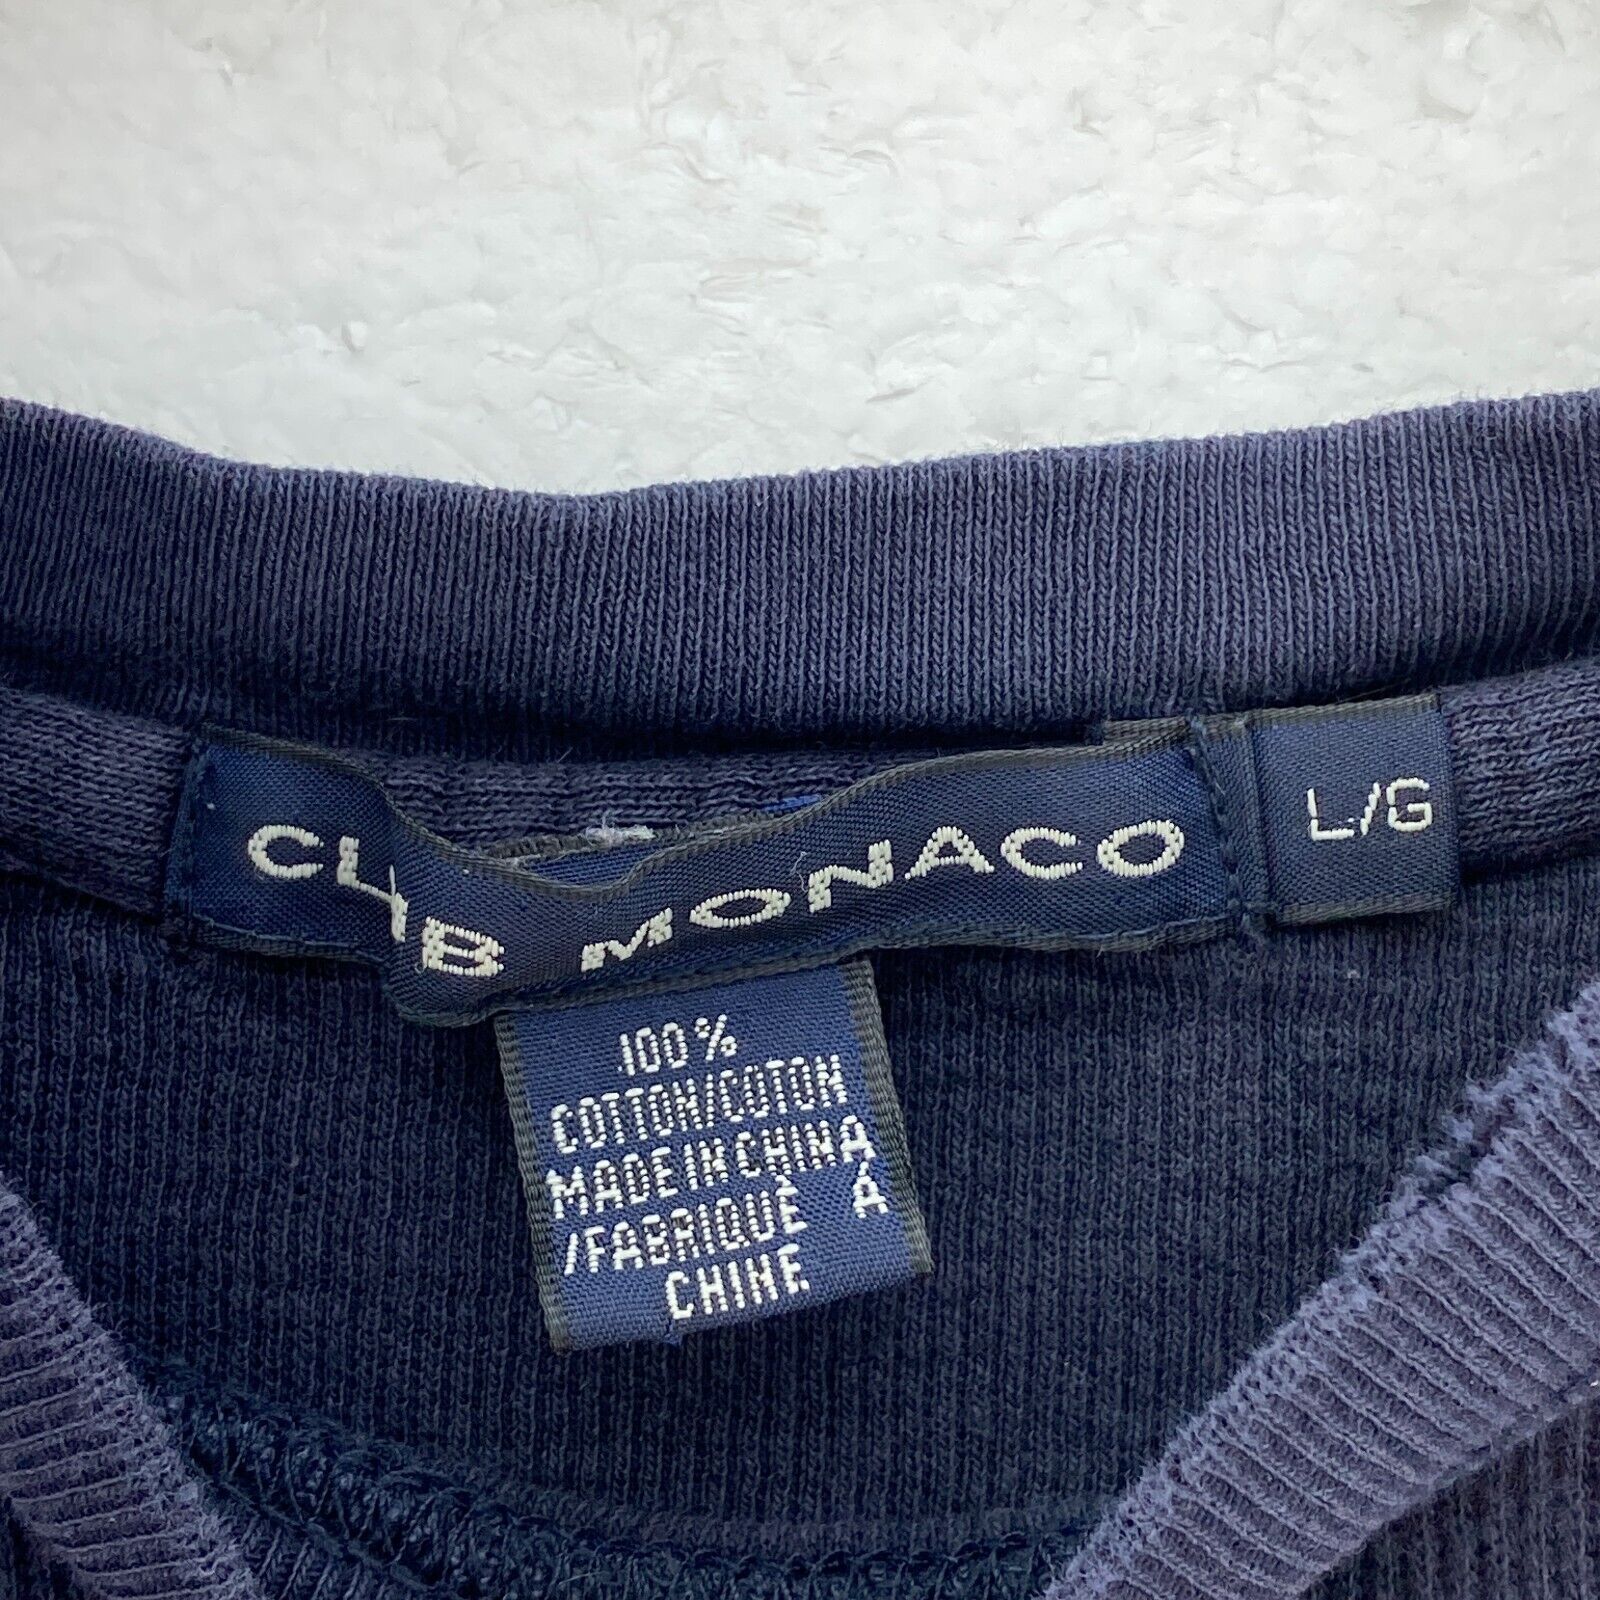 CLUB MONACO
L/G
100%
COTTON/COTON
MADE IN CHINA
/FABRIQUÉ À
CHINE